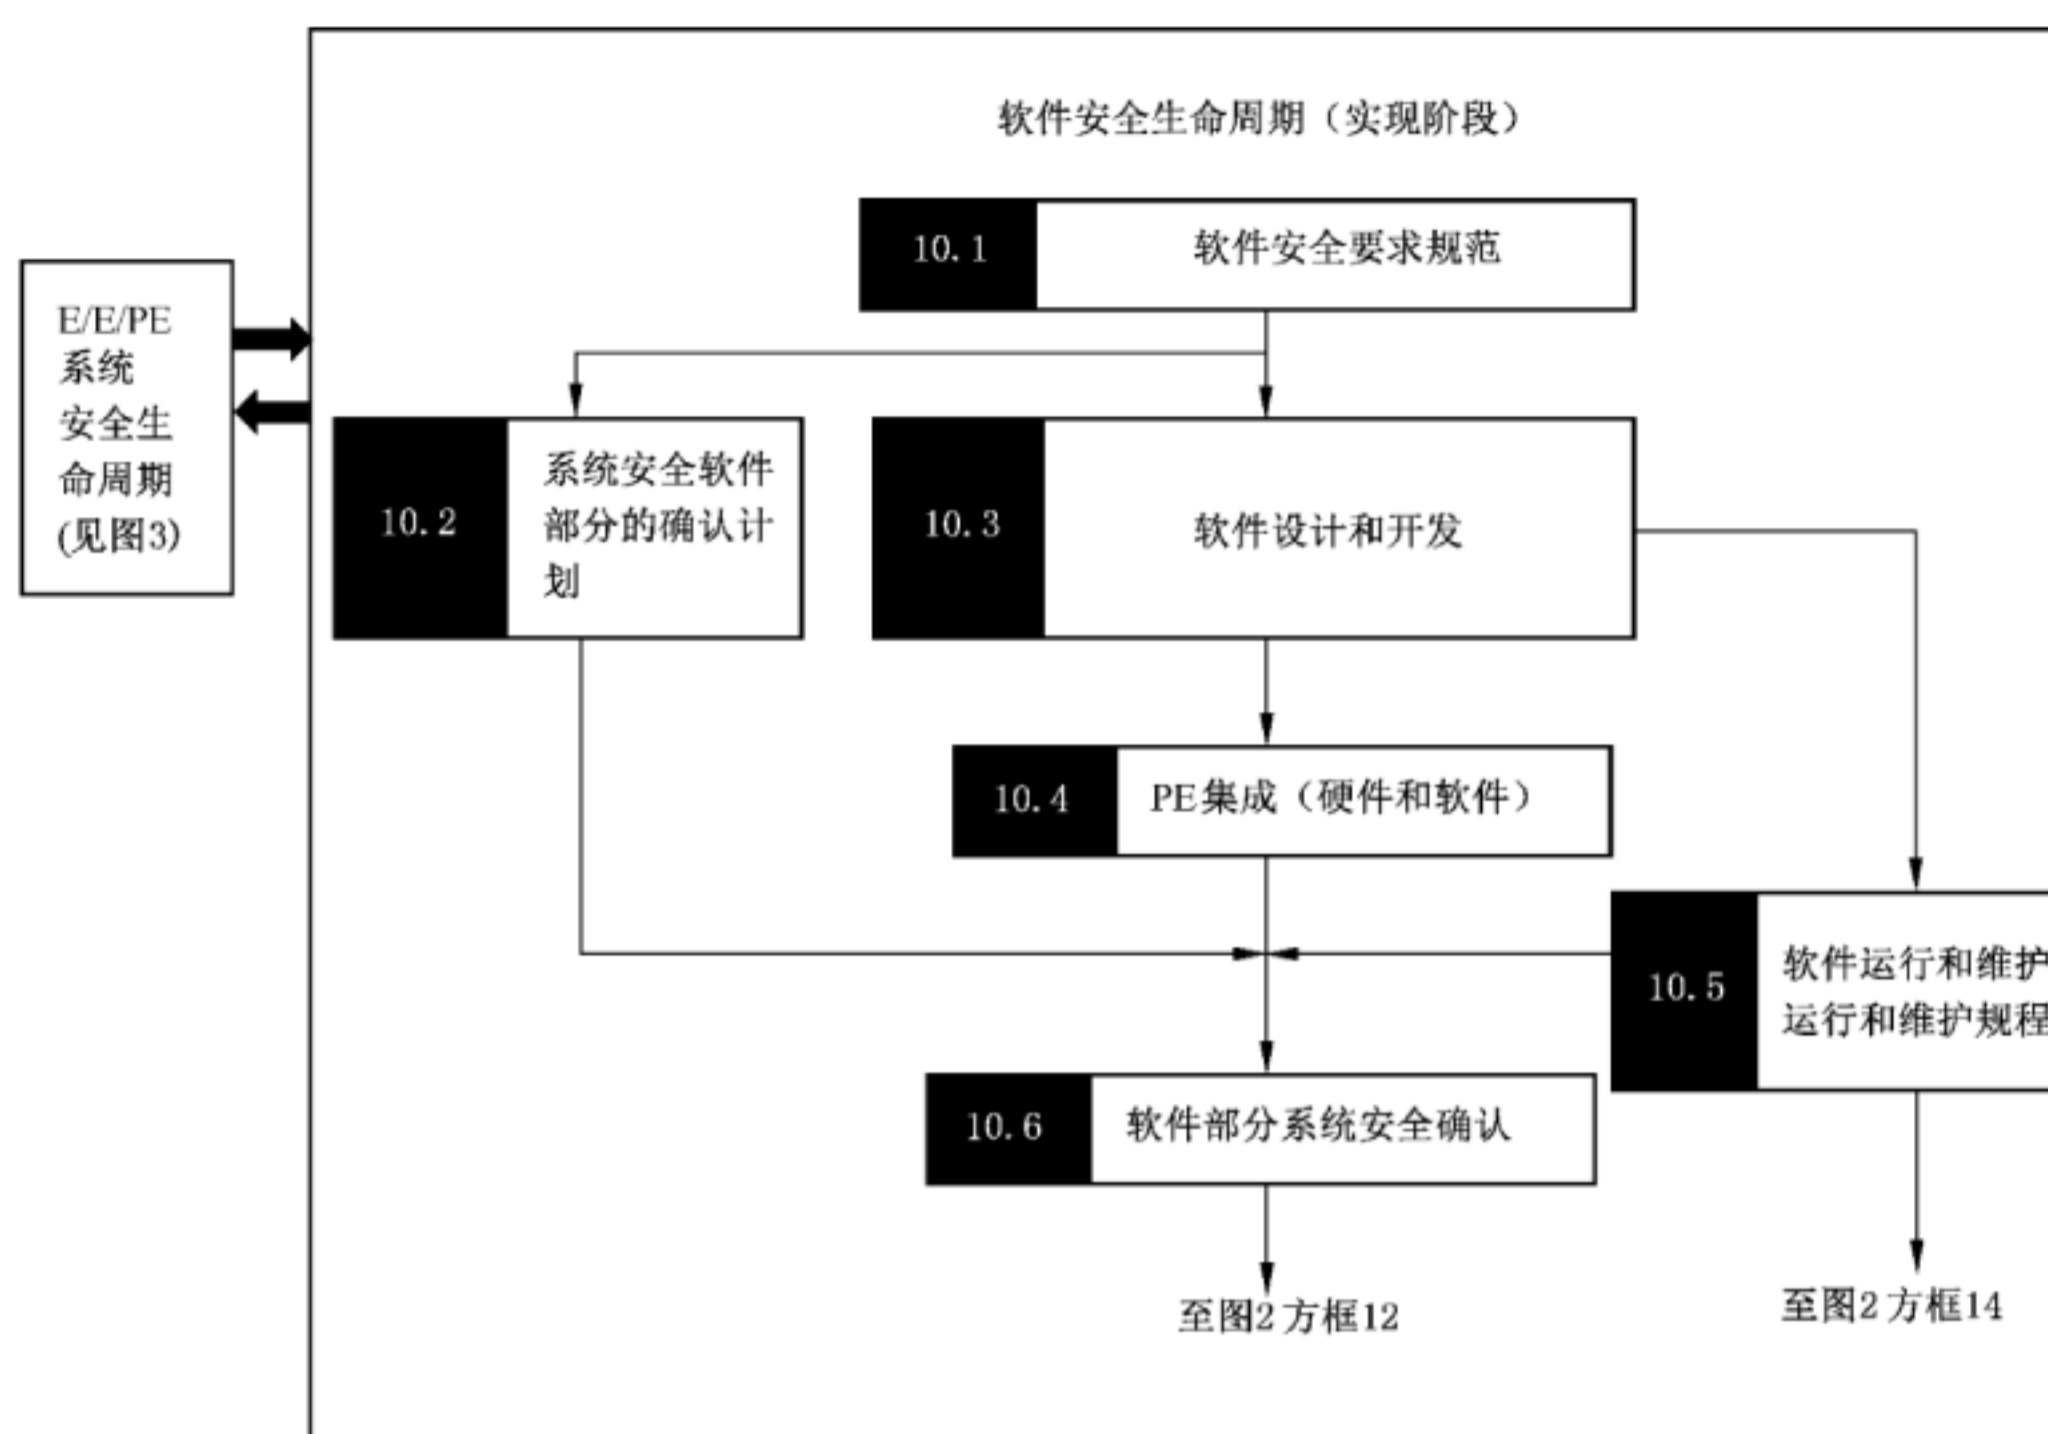 软件安全生命周期（实现阶段）
10.1
软件安全要求规范
E/E/PE
系统
安全生
命周期
(见图3)
10.2
系统安全软件
部分的确认计
划
10.3
软件设计和开发
10.4
PE集成（硬件和软件）
10.5
软件运行和维护
运行和维护规程
10.6
软件部分系统安全确认
至图2方框12
至图2方框14